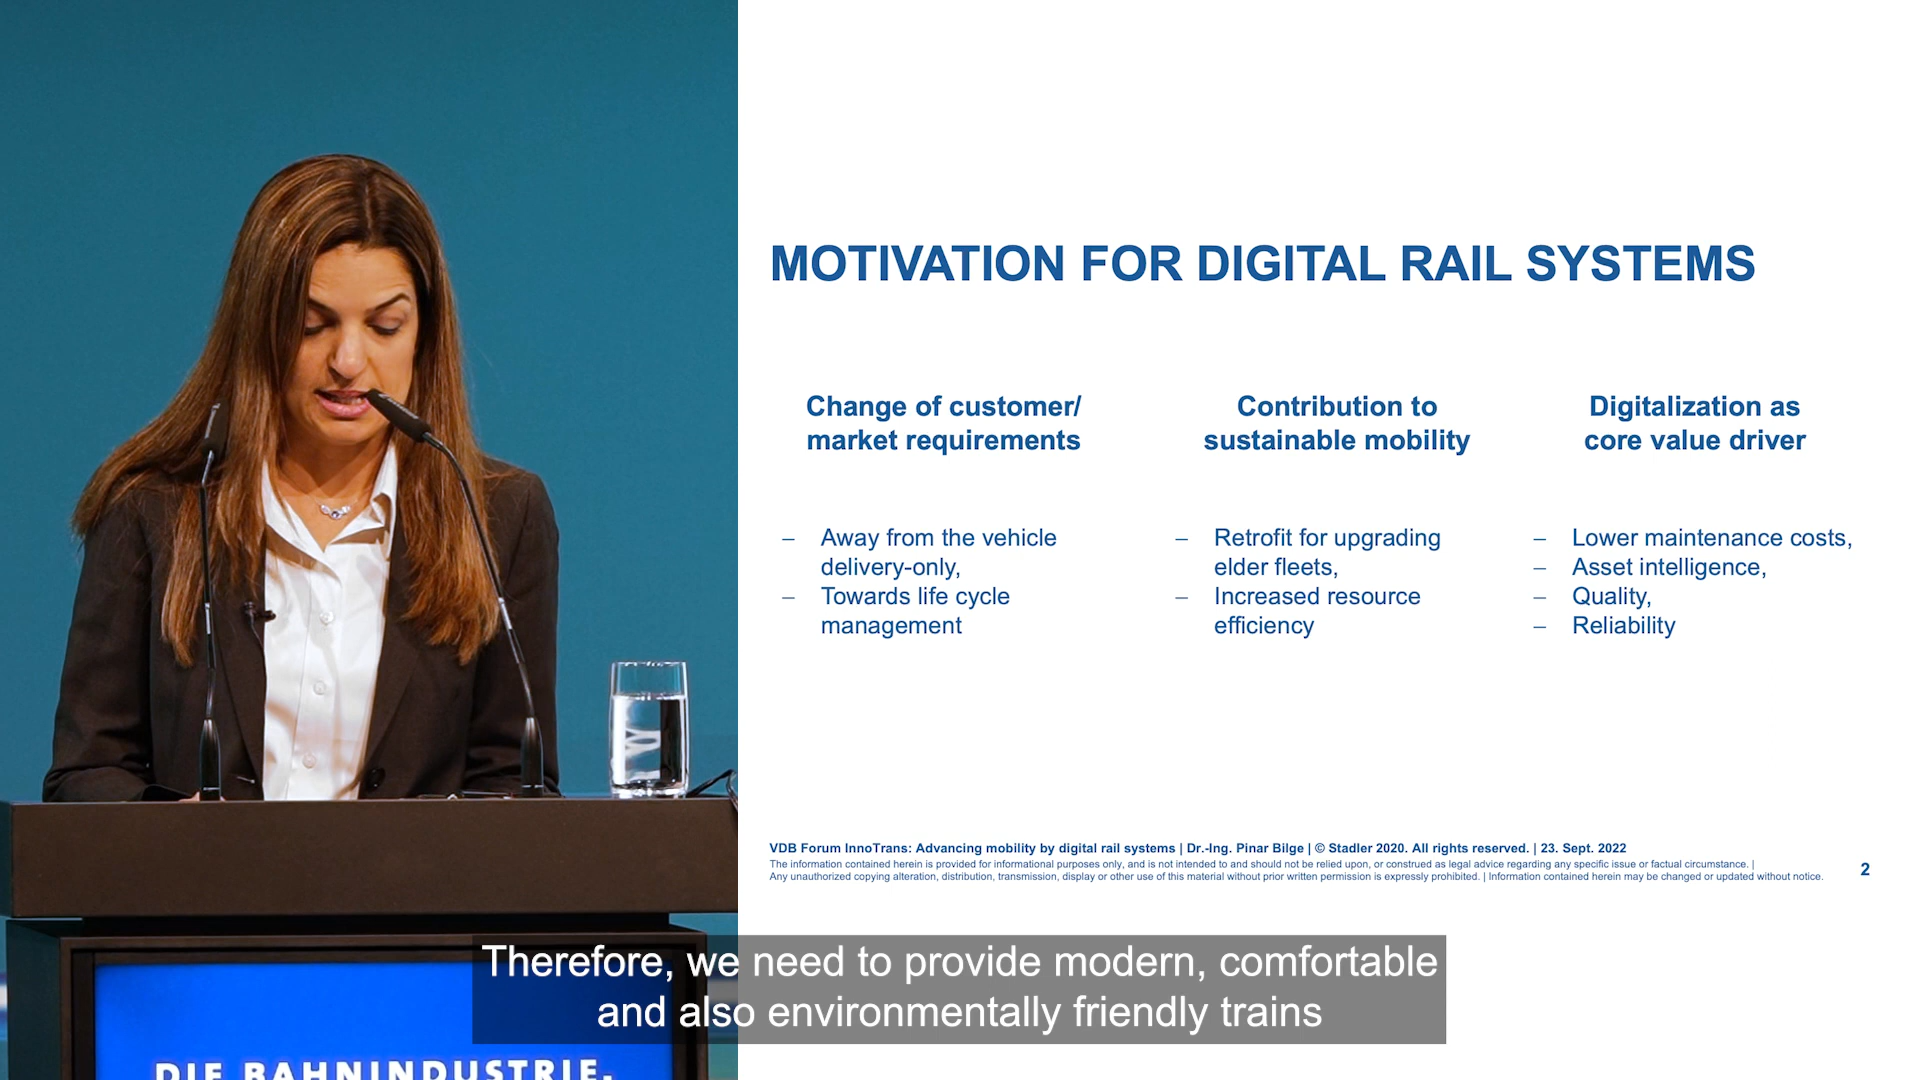 MOTIVATION FOR DIGITAL RAIL SYSTEMS
Change of customer/
market requirements
– Away from the vehicle
delivery-only,
– Towards life cycle
management
Contribution to
sustainable mobility
– Retrofit for upgrading
elder fleets,
– Increased resource
efficiency
Digitalization as
core value driver
– Lower maintenance costs,
– Asset intelligence,
– Quality,
– Reliability
VDB Forum InnoTrans: Advancing mobility by digital rail systems | Dr.-Ing. Pinar Bilge | © Stadler 2020. All rights reserved. | 23. Sept. 2022
The information contained herein is provided for informational purposes only, and is not intended to and should not be relied upon, or construed as legal advice regarding any specific issue or factual circumstance. |
Any unauthorized copying alteration, distribution, transmission, display or other use of this material without prior written permission is expressly prohibited. | Information contained herein may be changed or updated without notice.
2
Therefore, we need to provide modern, comfortable
and also environmentally friendly trains
DIE BAHNINDUSTRIE.